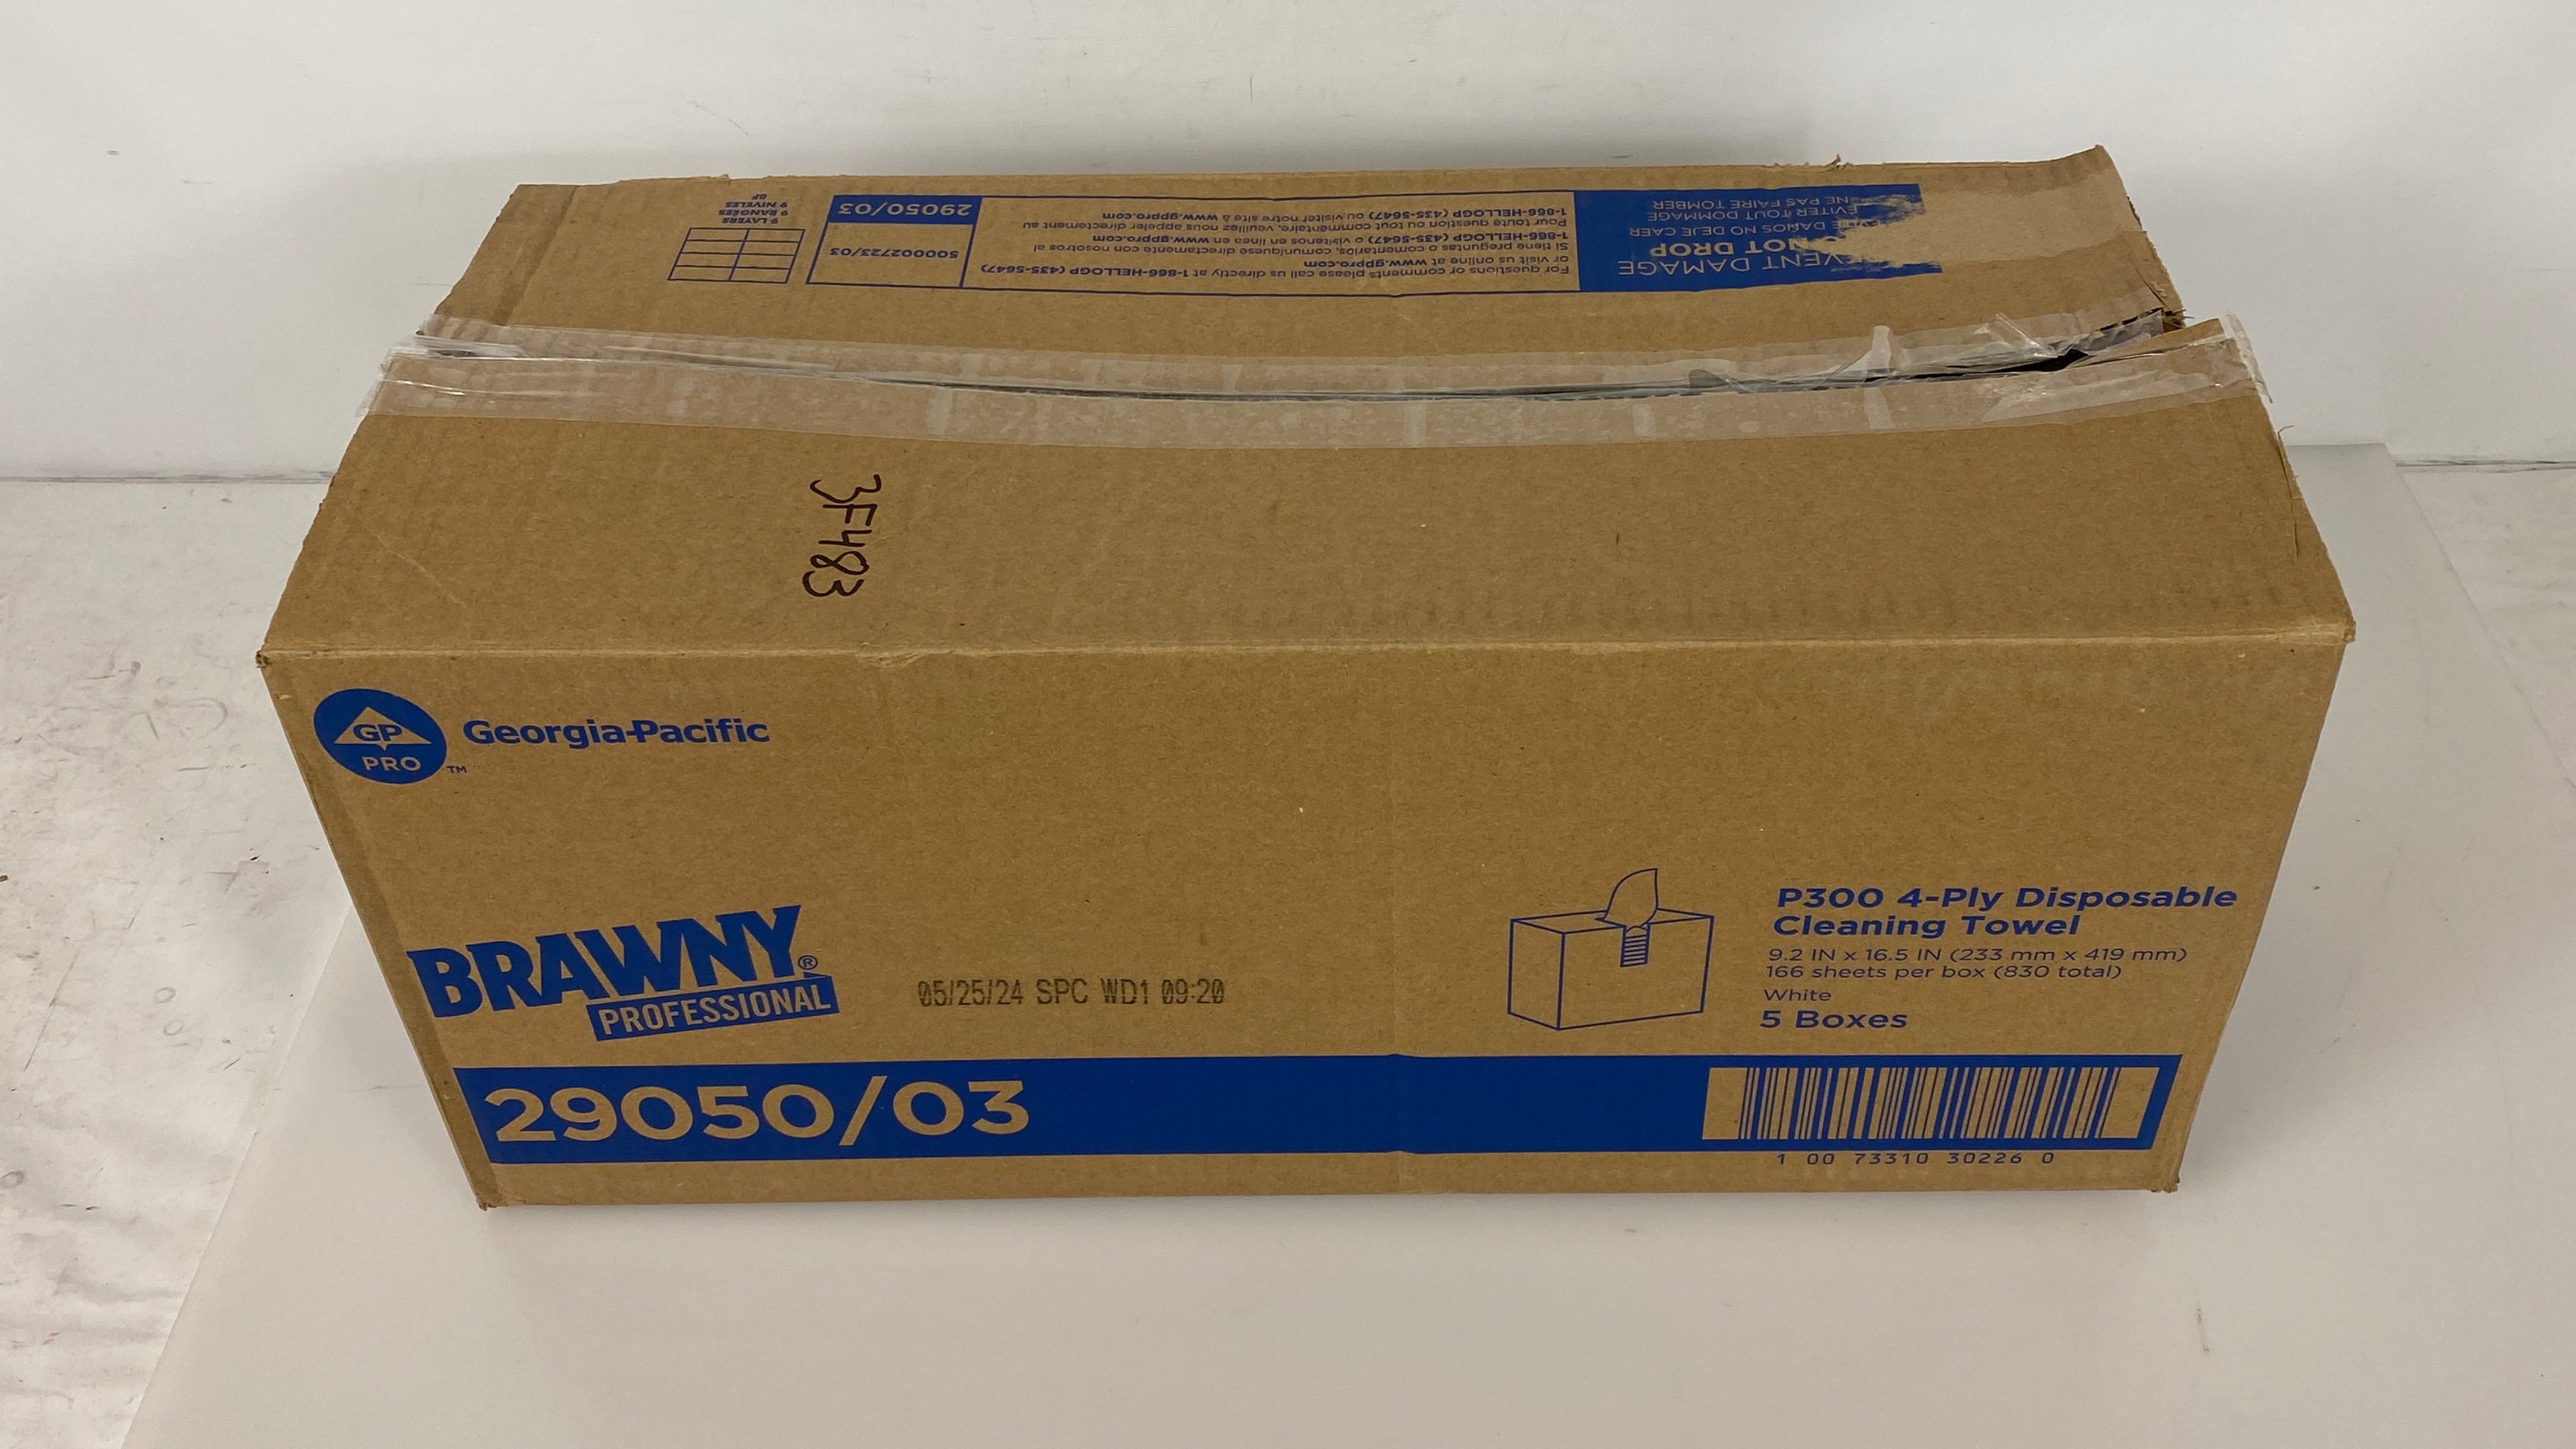 PREVENT DAMAGE
DO NOT DROP
EVITE DAÑOS NO DEJE CAER
EVITER TOUT DOMMAGE
NE PAS FAIRE TOMBER
For questions or comments please call us directly at 1-866-HELLOGP (435-5647)
or visit us online at www.gppro.com
Si tiene preguntas o comentarios, comuníquese directamente con nosotros al
1-866-HELLOGP (435-5647) o visítenos en línea en www.gppro.com
Pour toute question ou tout commentaire, veuillez nous appeler directement au
1-866-HELLOGP (435-5647) ou visiter notre site à www.gppro.com
500002723/03
29050/03
9 LAYERS
9 RANGÉES
9 NIVELES
8F
3F483
GP
PRO
™
Georgia-Pacific
BRAWNY®
PROFESSIONAL
05/25/24 SPC WD1 09:20
P300 4-Ply Disposable
Cleaning Towel
9.2 IN x 16.5 IN (233 mm x 419 mm)
166 sheets per box (830 total)
White
5 Boxes
29050/03
1 00 73310 30226 0